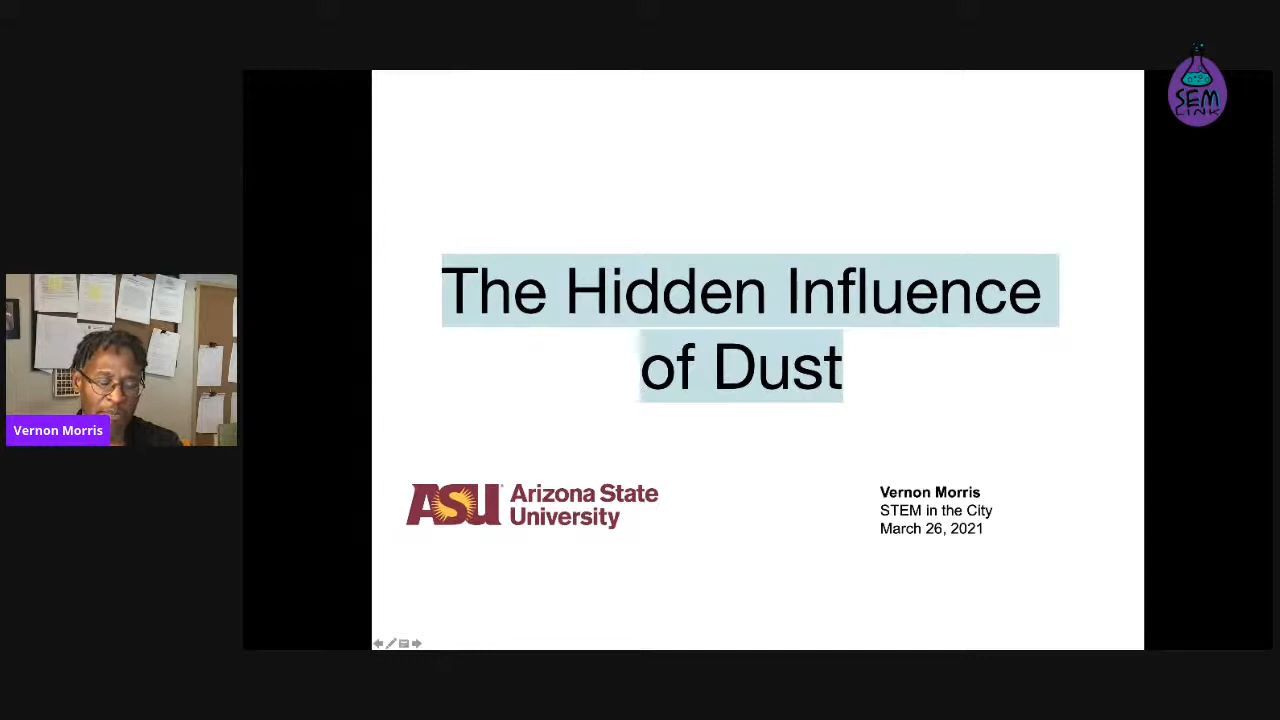 SEM
LINK
The Hidden Influence
of Dust
Vernon Morris
ASU Arizona State
University
Vernon Morris
STEM in the City
March 26, 2021